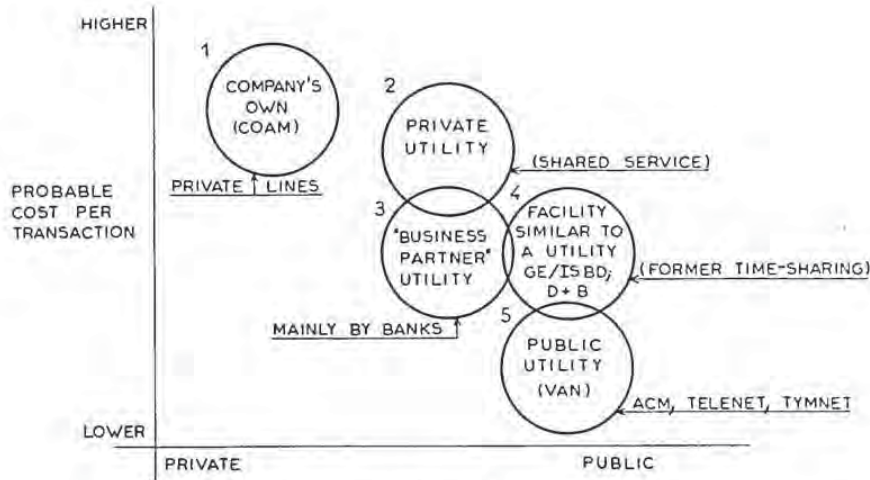 HIGHER
1
COMPANY'S
OWN
(COAM)
PRIVATE LINES
2
PRIVATE
UTILITY
(SHARED SERVICE)
PROBABLE
COST PER
TRANSACTION
3
"BUSINESS
PARTNER"
UTILITY
MAINLY BY BANKS
4
FACILITY
SIMILAR TO
A UTILITY
GE/ISBD;
D+B
(FORMER TIME-SHARING)
5
PUBLIC
UTILITY
(VAN)
ACM, TELENET, TYMNET
LOWER
PRIVATE
PUBLIC